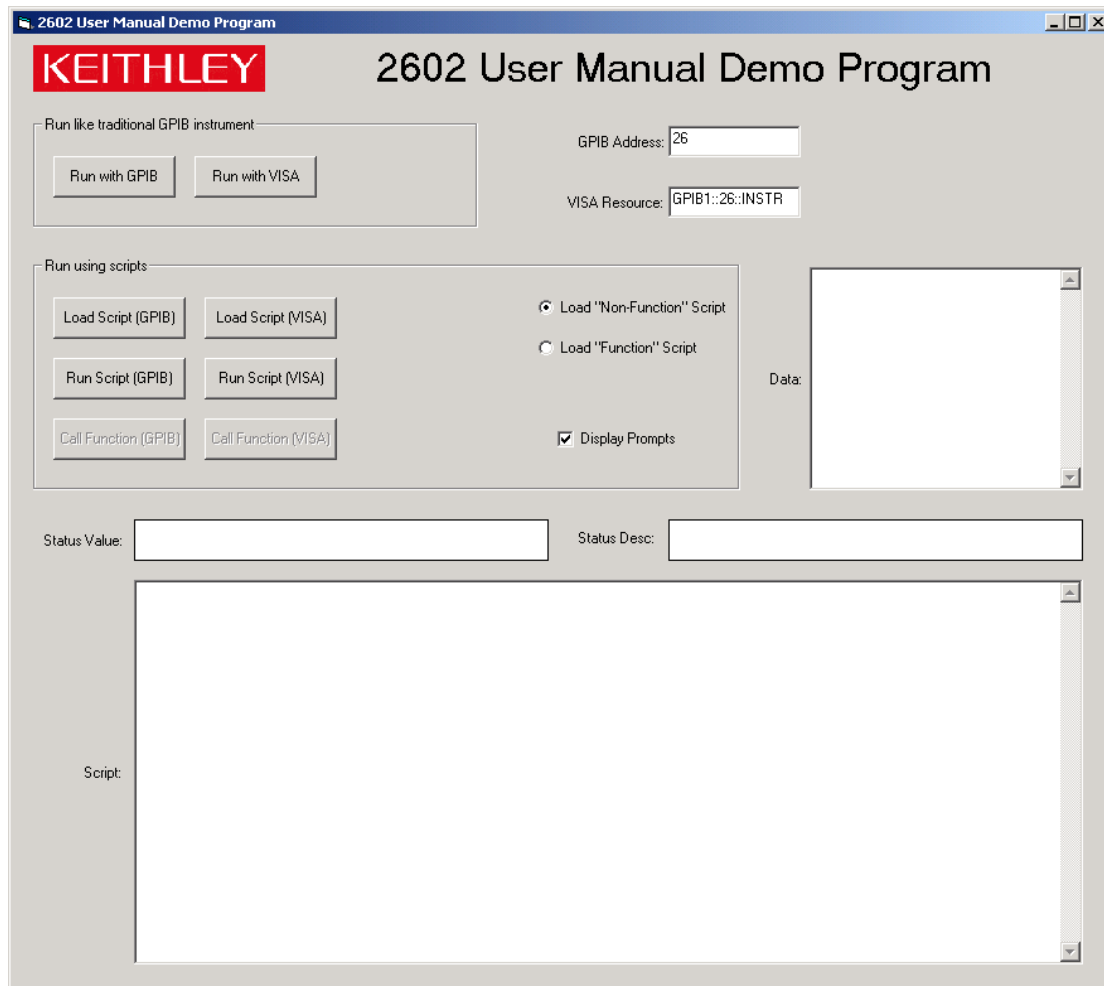 2602 User Manual Demo Program
KEITHLEY
2602 User Manual Demo Program
Run like traditional GPIB instrument
Run with GPIB
Run with VISA
GPIB Address: 26
VISA Resource: GPIB1::26::INSTR
Run using scripts
Load Script (GPIB)
Load Script (VISA)
Load "Non-Function" Script
Load "Function" Script
Run Script (GPIB)
Run Script (VISA)
Call Function (GPIB)
Call Function (VISA)
Display Prompts
Data:
Status Value:
Status Desc:
Script: